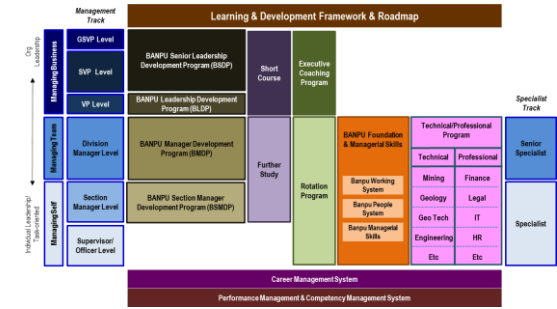 Management
Track
Learning & Development Framework & Roadmap
Org
Leadership
Individual Leadership/
Task-oriented
Managing Business
Managing Team
Managing Self
GSVP Level
SVP Level
VP Level
Division
Manager Level
Section
Manager Level
Supervisor/
Officer Level
BANPU Senior Leadership
Development Program (BSDP)
BANPU Leadership Development
Program (BLDP)
BANPU Manager Development
Program (BMDP)
BANPU Section Manager
Development Program (BSMDP)
Short
Course
Further
Study
Executive
Coaching
Program
Rotation
Program
BANPU Foundation
& Managerial Skills
Banpu Working
System
Banpu People
System
Banpu Managerial
Skills
Technical/Professional
Program
Technical
Mining
Geology
Geo Tech
Engineering
Etc
Professional
Finance
Legal
IT
HR
Etc
Specialist
Track
Senior
Specialist
Specialist
Career Management System
Performance Management & Competency Management System